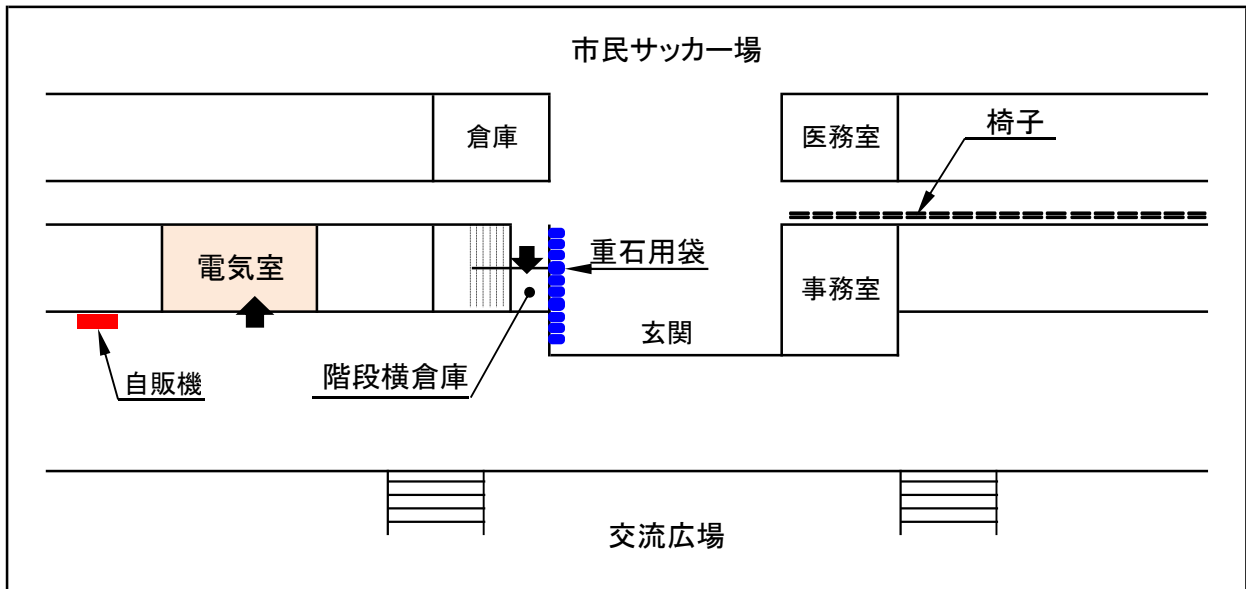 市民サッカー場
倉庫
医務室
椅子
電気室
重石用袋
事務室
玄関
自販機
階段横倉庫
交流広場